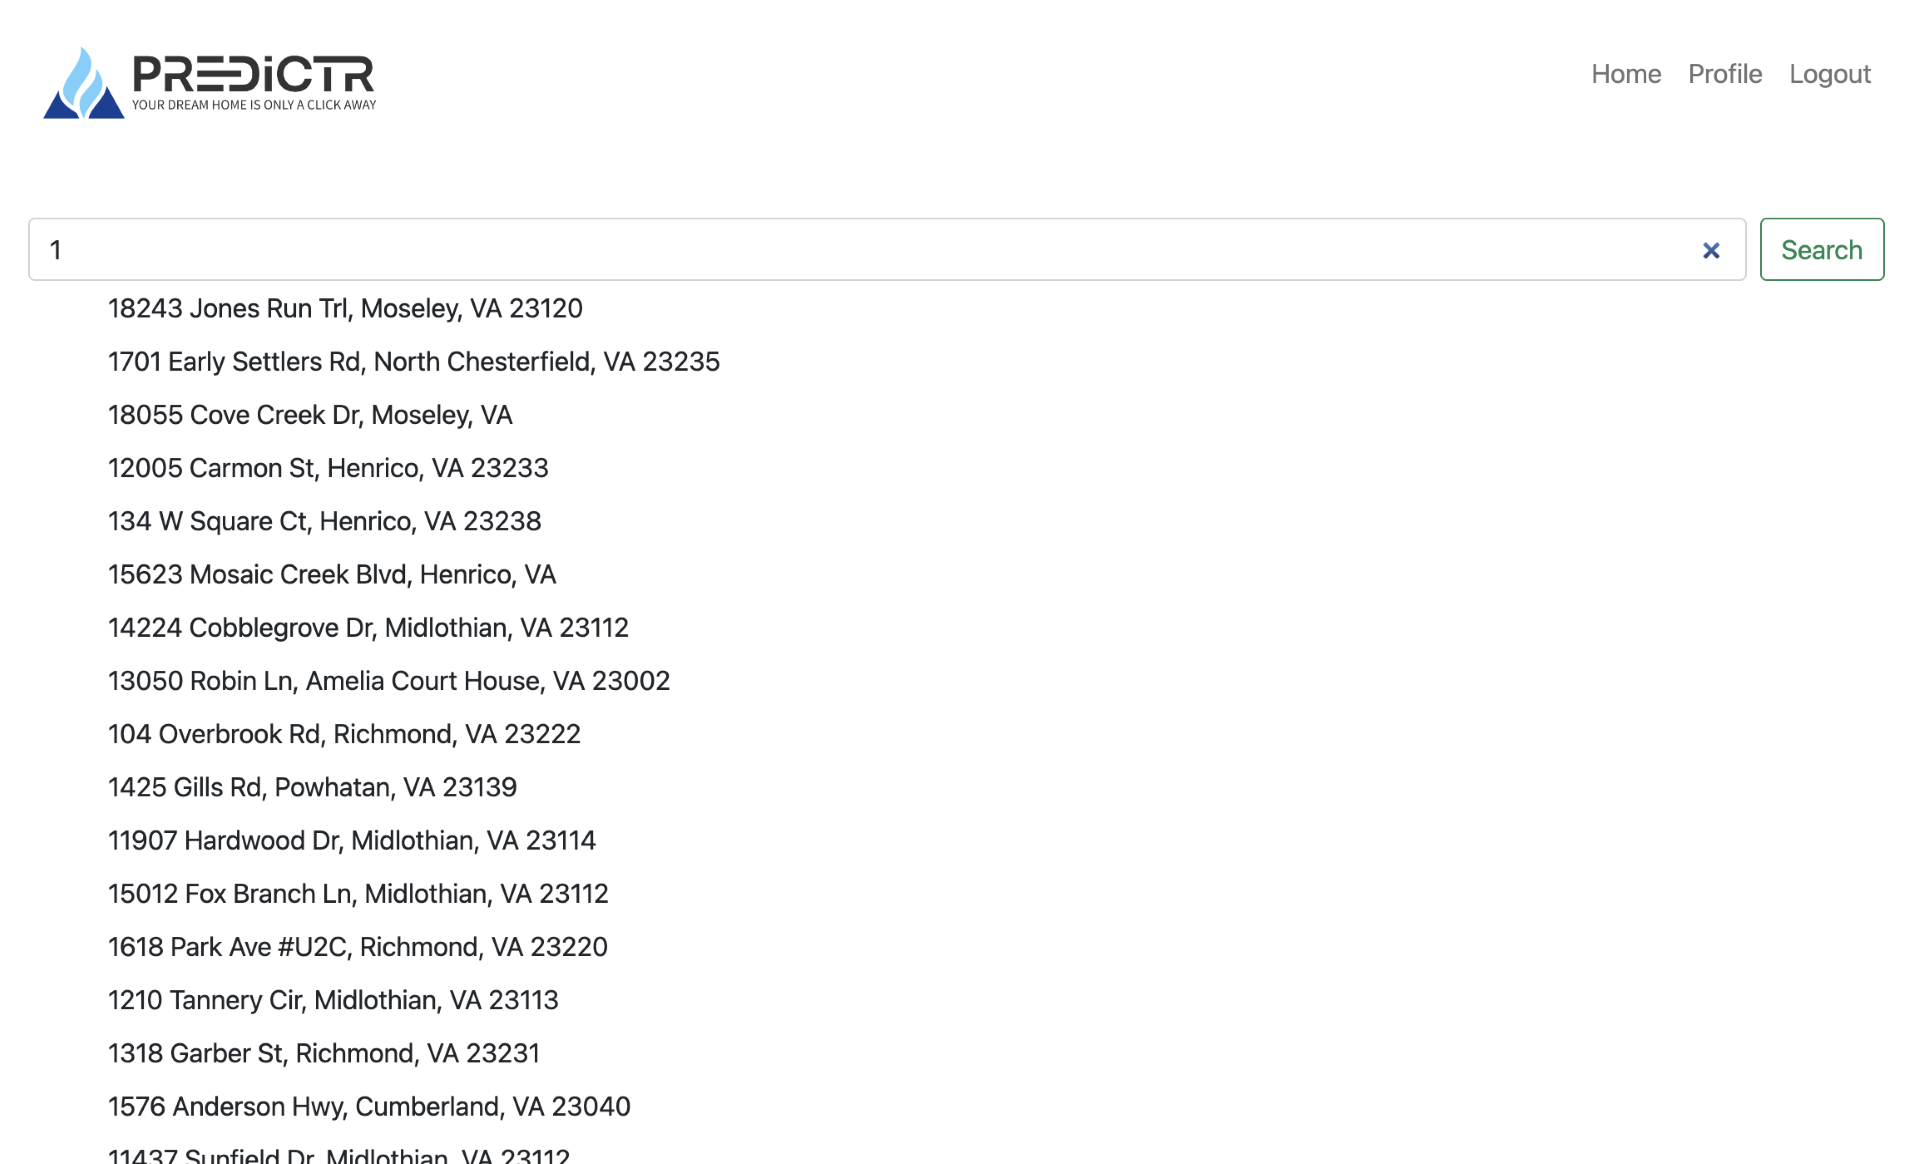 PREDiCTR
YOUR DREAM HOME IS ONLY A CLICK AWAY
Home Profile Logout
1 × Search
18243 Jones Run Trl, Moseley, VA 23120
1701 Early Settlers Rd, North Chesterfield, VA 23235
18055 Cove Creek Dr, Moseley, VA
12005 Carmon St, Henrico, VA 23233
134 W Square Ct, Henrico, VA 23238
15623 Mosaic Creek Blvd, Henrico, VA
14224 Cobblegrove Dr, Midlothian, VA 23112
13050 Robin Ln, Amelia Court House, VA 23002
104 Overbrook Rd, Richmond, VA 23222
1425 Gills Rd, Powhatan, VA 23139
11907 Hardwood Dr, Midlothian, VA 23114
15012 Fox Branch Ln, Midlothian, VA 23112
1618 Park Ave #U2C, Richmond, VA 23220
1210 Tannery Cir, Midlothian, VA 23113
1318 Garber St, Richmond, VA 23231
1576 Anderson Hwy, Cumberland, VA 23040
11437 Sunfield Dr, Midlothian, VA 23112